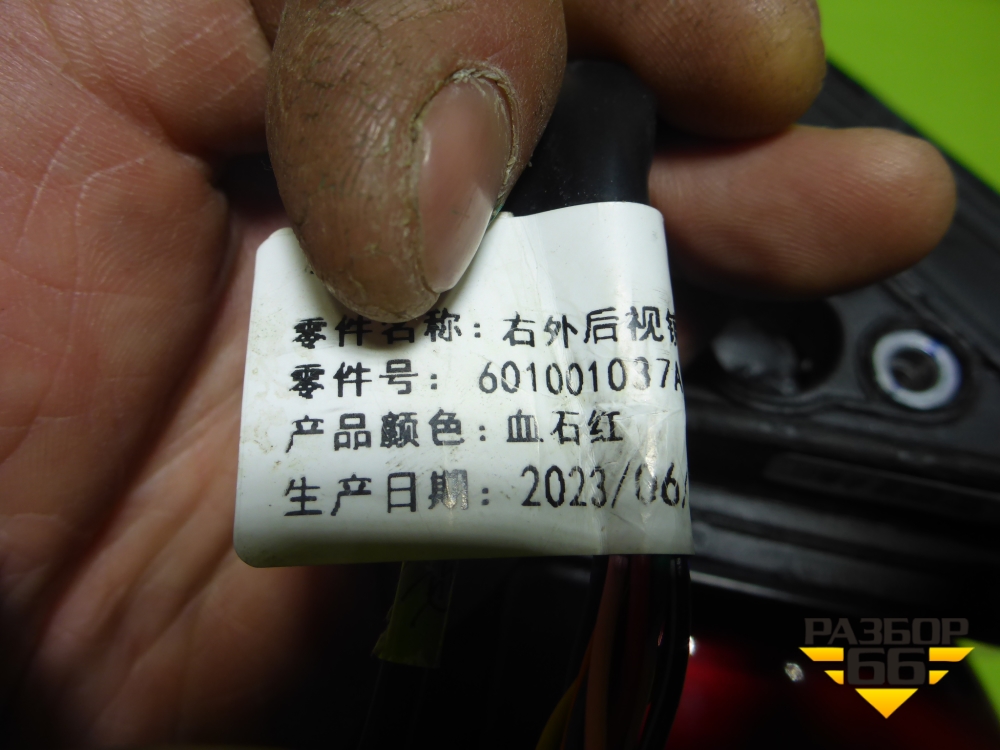 零件名称：右外后视镜
零件号：601001037A
产品颜色：血石红
生产日期：2023/06/
РАЗБОР
66